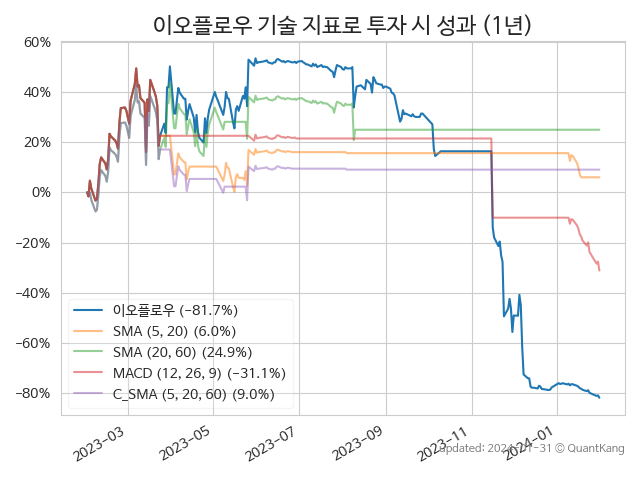 이오플로우 기술 지표로 투자 시 성과 (1년)
60%
40%
20%
0%
−20%
−40%
−60%
−80%
이오플로우 (−81.7%)
SMA (5, 20) (6.0%)
SMA (20, 60) (24.9%)
MACD (12, 26, 9) (−31.1%)
C_SMA (5, 20, 60) (9.0%)
2023-03
2023-05
2023-07
2023-09
2023-11
2024-01
updated: 2024-01-31 © QuantKang